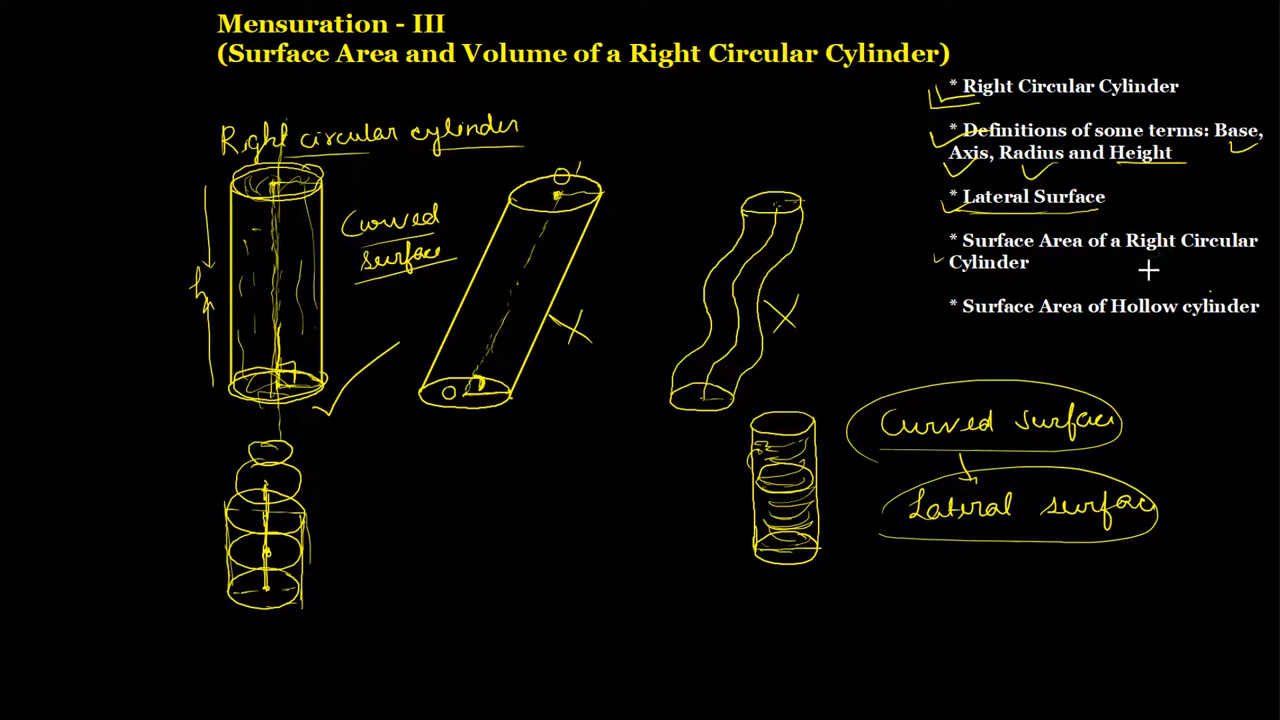 Mensuration - III
(Surface Area and Volume of a Right Circular Cylinder)
* Right Circular Cylinder
* Definitions of some terms: Base,
Axis, Radius and Height
* Lateral Surface
* Surface Area of a Right Circular
Cylinder
* Surface Area of Hollow cylinder
Right circular cylinder
Curved
surface
h
O'
O
Curved surface
Lateral surfac